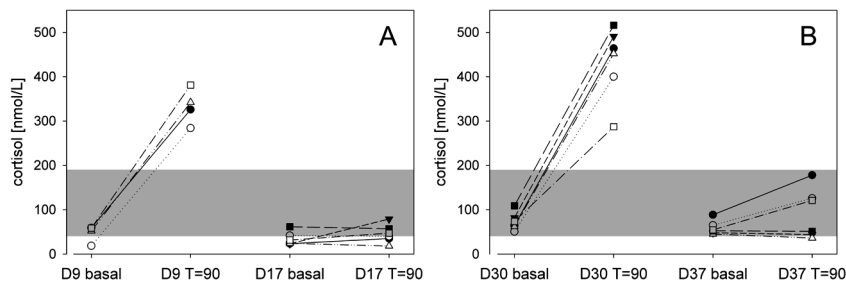 A
cortisol [nmol/L]
500
400
300
200
100
0
D9 basal D9 T=90 D17 basal D17 T=90
B
cortisol [nmol/L]
500
400
300
200
100
0
D30 basal D30 T=90 D37 basal D37 T=90